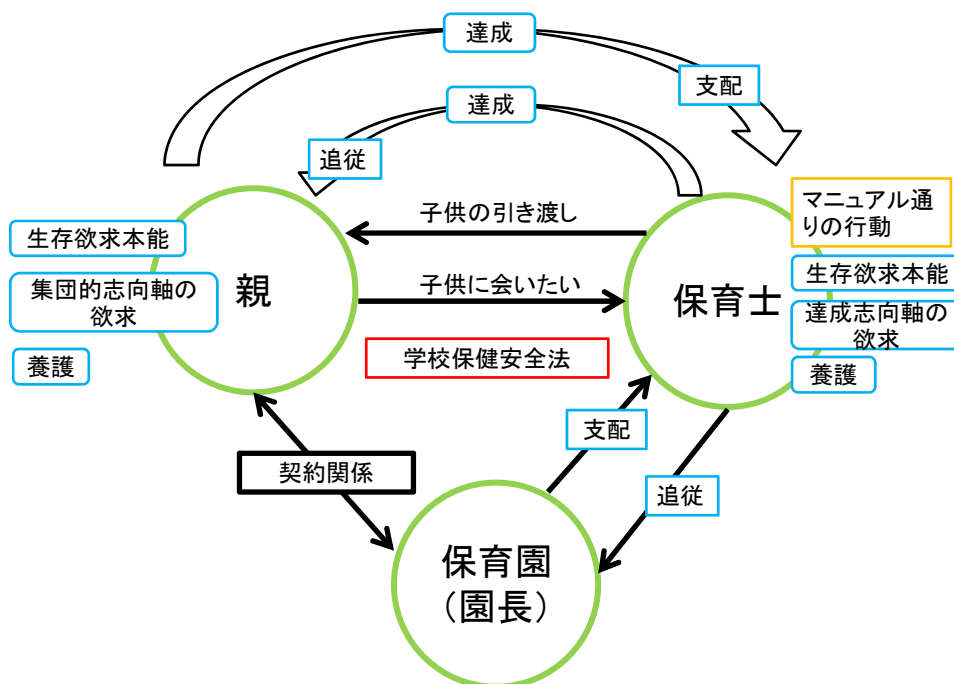 達成
支配
達成
追従
マニュアル通
りの行動
子供の引き渡し
生存欲求本能
生存欲求本能
集団的志向軸の
欲求
親
子供に会いたい
保育士
達成志向軸の
欲求
養護
学校保健安全法
養護
支配
契約関係
追従
保育園
(園長)